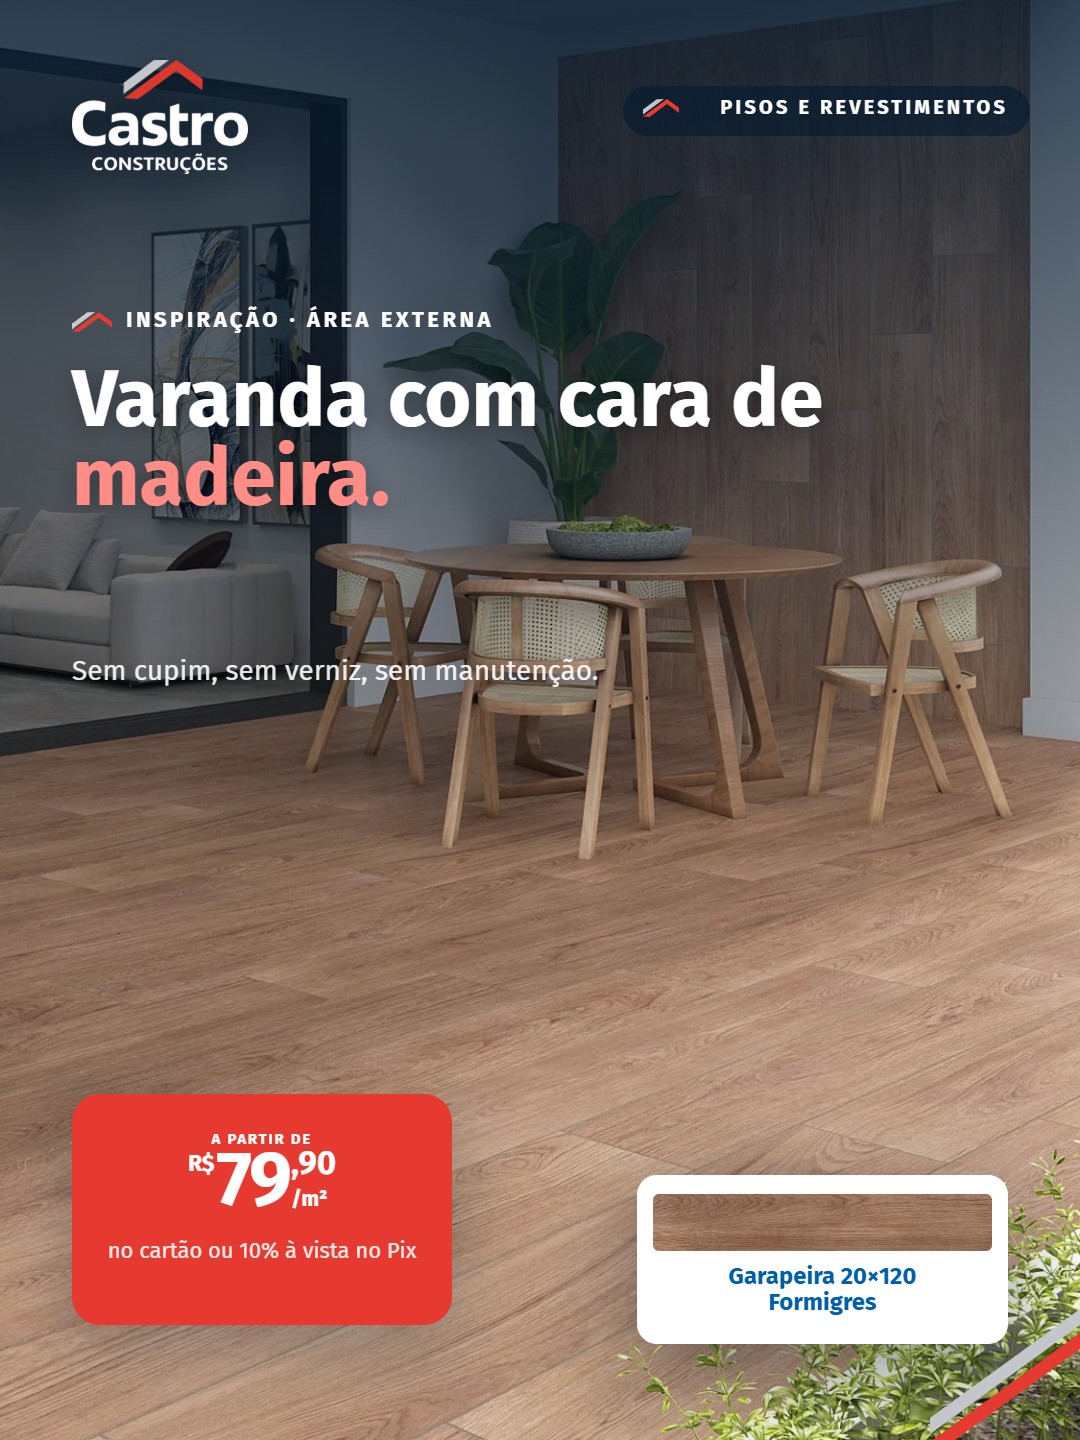 Castro
CONSTRUÇÕES
PISOS E REVESTIMENTOS
INSPIRAÇÃO · ÁREA EXTERNA
Varanda com cara de
madeira.
Sem cupim, sem verniz, sem manutenção.
A PARTIR DE
R$79,90
/m²
no cartão ou 10% à vista no Pix
Garapeira 20×120
Formigres